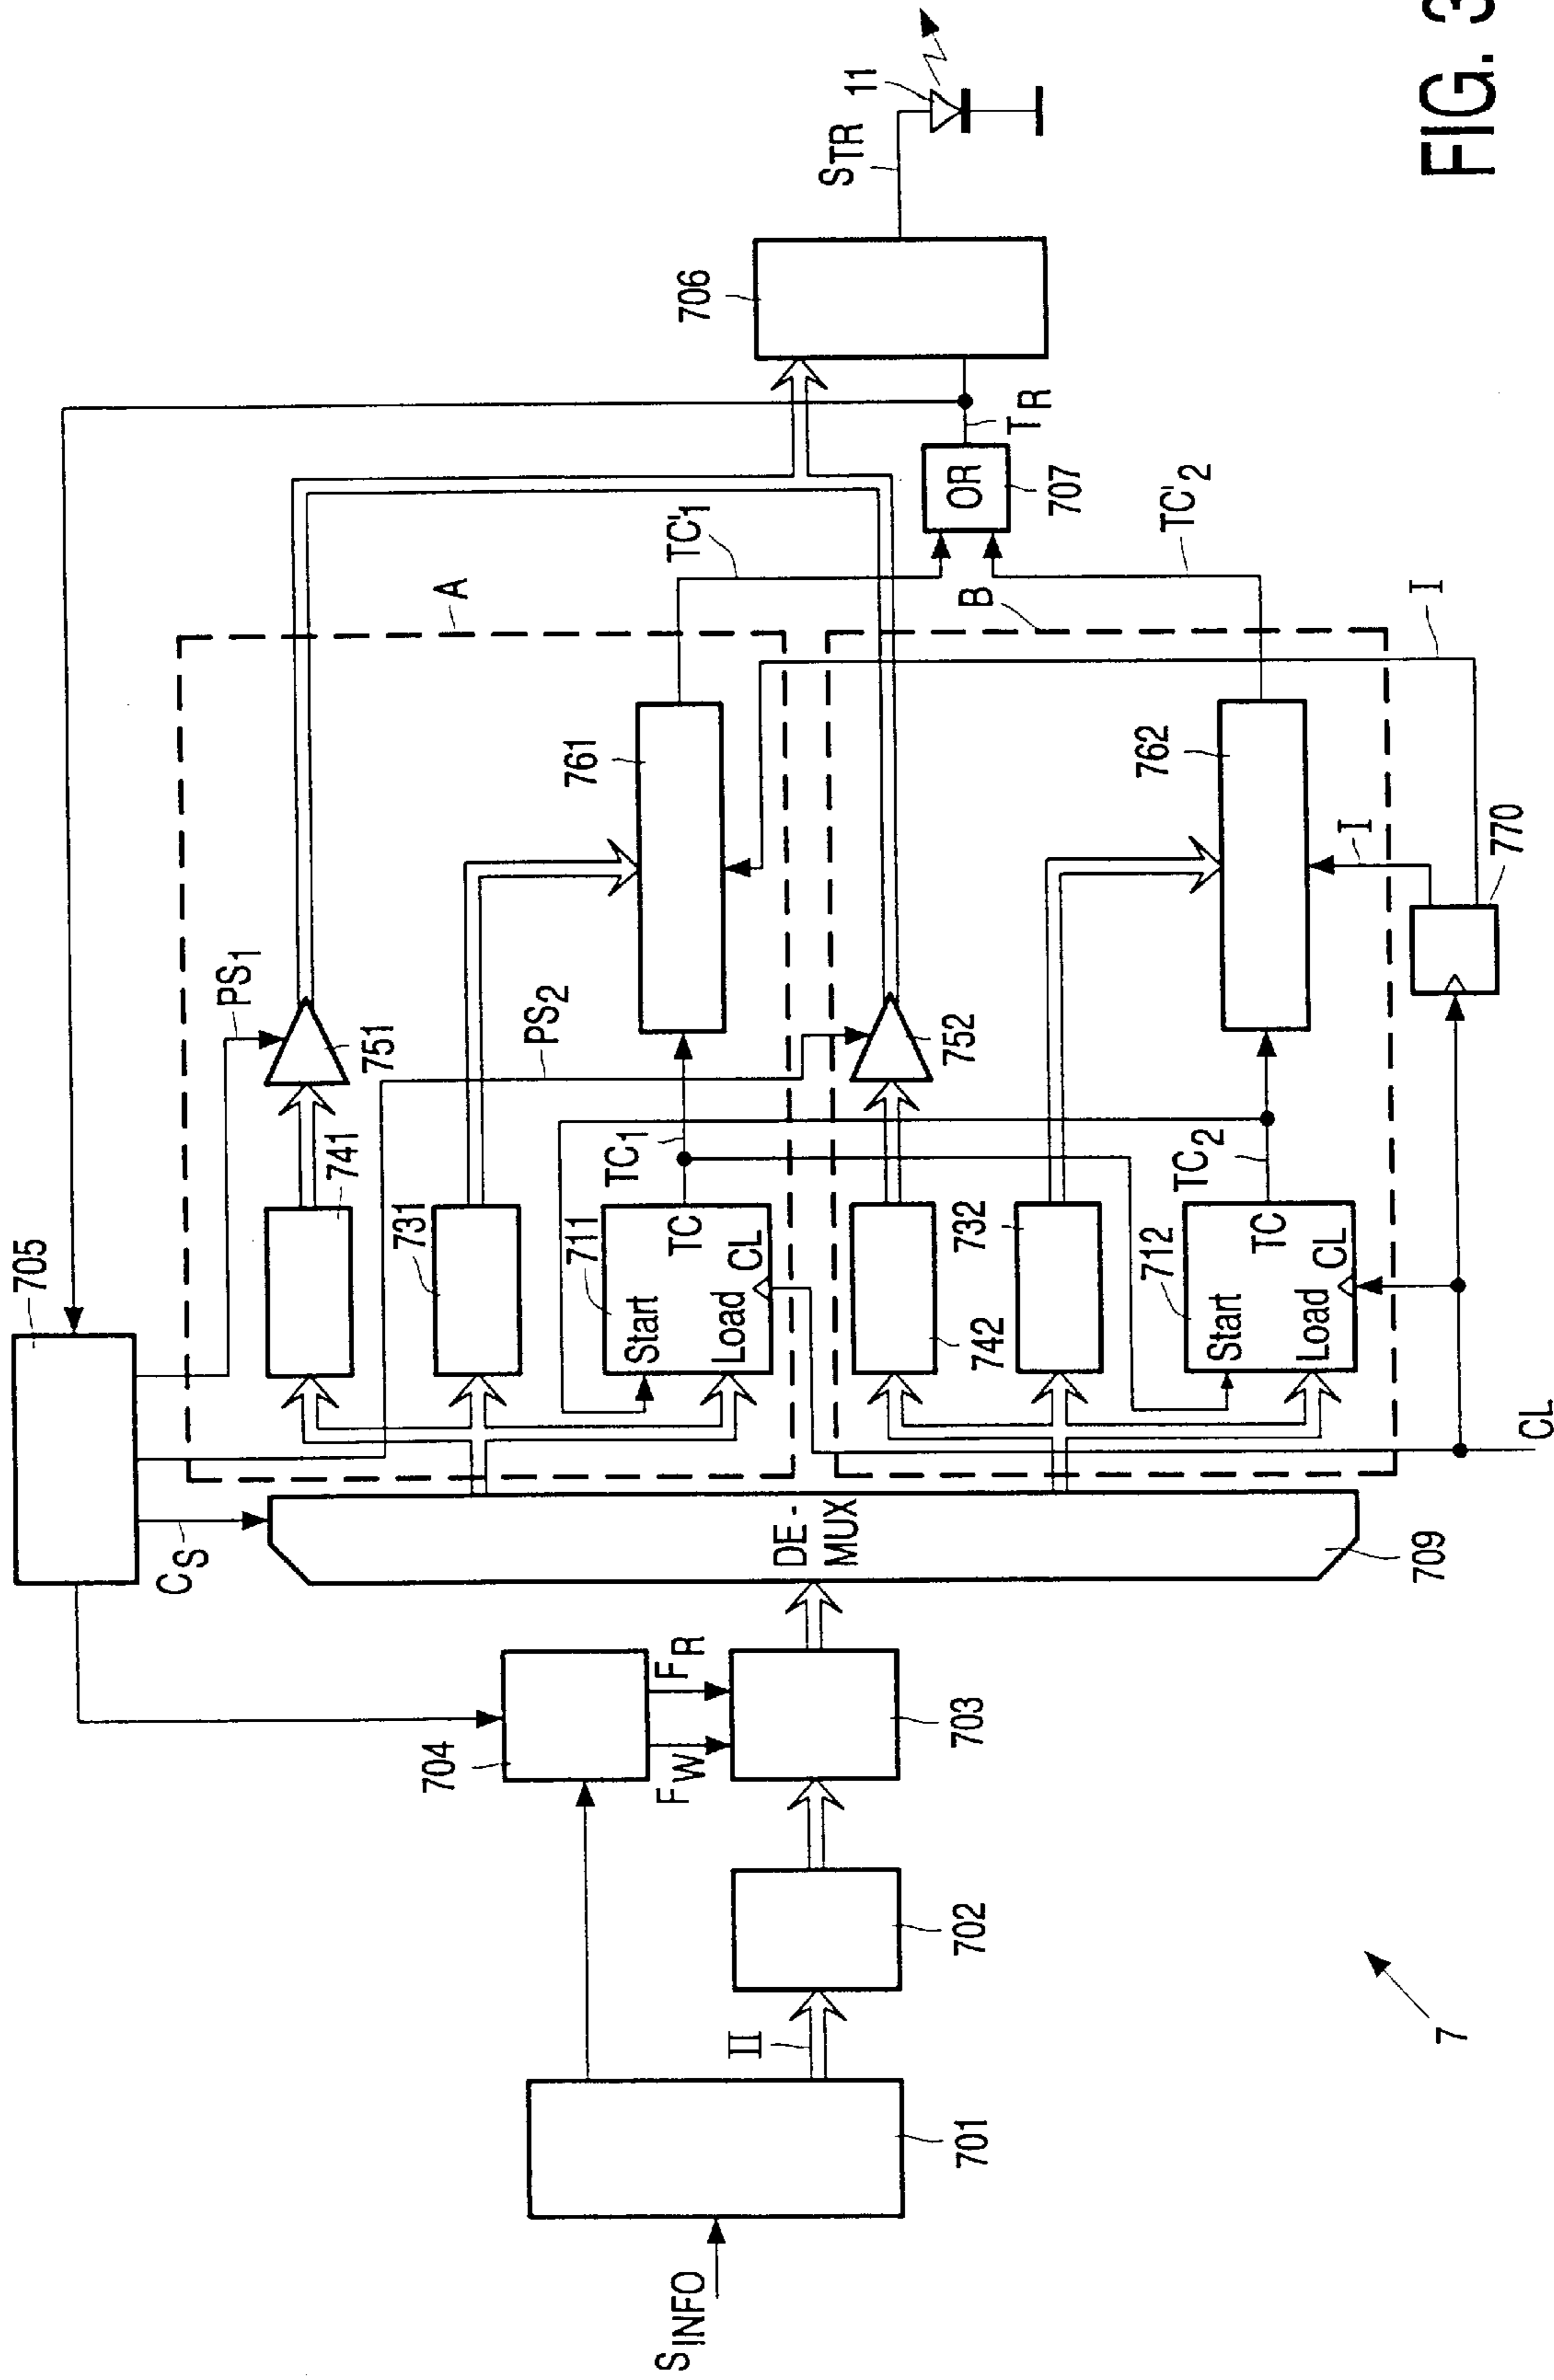 705
CS
PS1
741
751
A
706
STR
11
704
FW
FR
731
PS2
761
TC'1
711
Start
TC
Load
CL
TC1
OR
TR
707
SINFO
701
II
702
703
DE-
MUX
709
742
752
B
732
762
TC'2
712
Start
TC
Load
CL
TC2
I
I
770
CL
7
FIG. 3